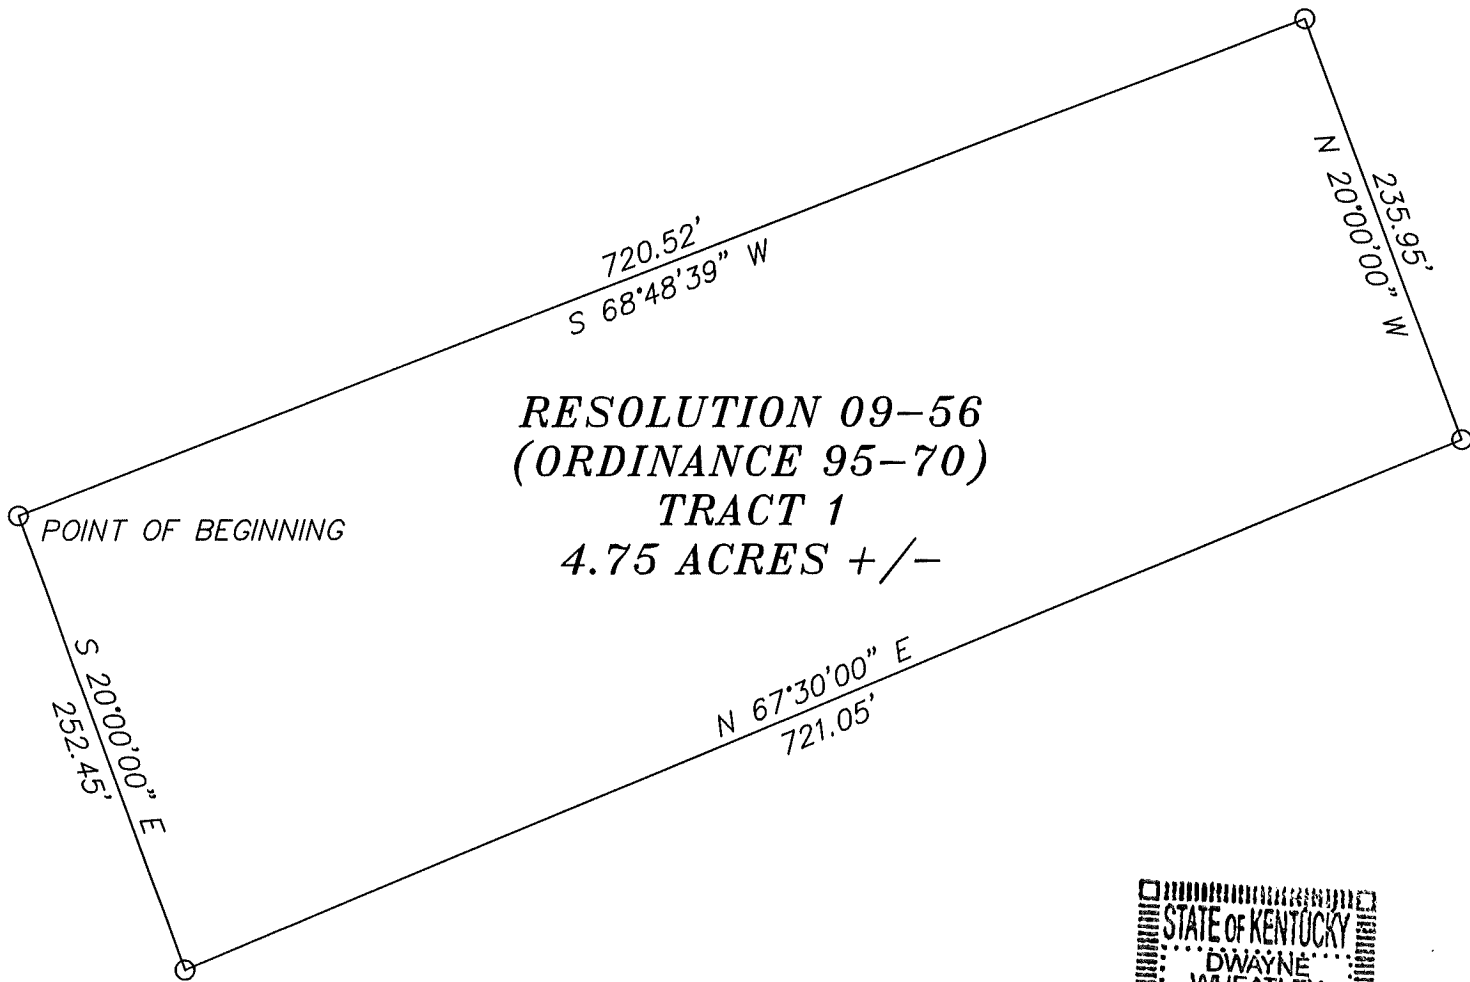 720.52'
S 68°48'39" W
N 20°00'00" W
235.95'
RESOLUTION 09-56
(ORDINANCE 95-70)
TRACT 1
4.75 ACRES +/-
POINT OF BEGINNING
S 20°00'00" E
252.45'
N 67°30'00" E
721.05'
STATE OF KENTUCKY
DWAYNE
WHEATLEY